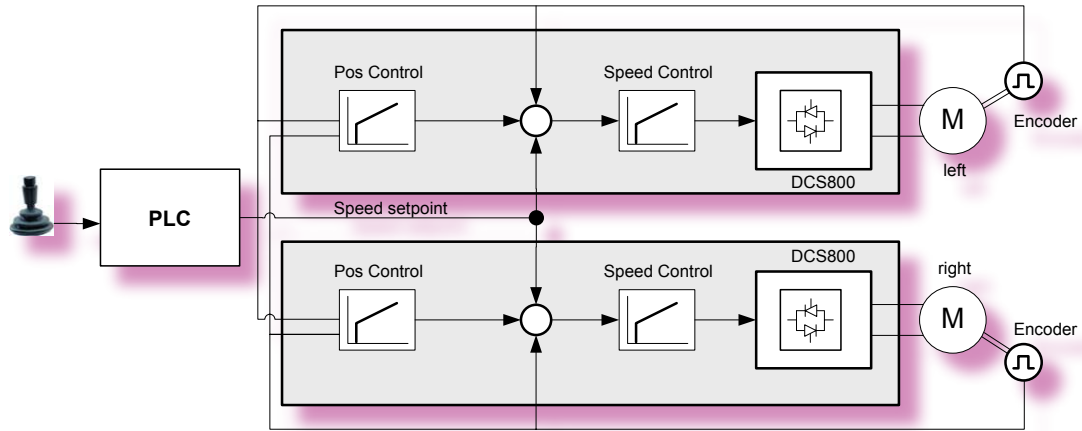 Pos Control
Speed Control
DCS800
M
left
Encoder
PLC
Speed setpoint
Pos Control
Speed Control
DCS800
right
M
Encoder